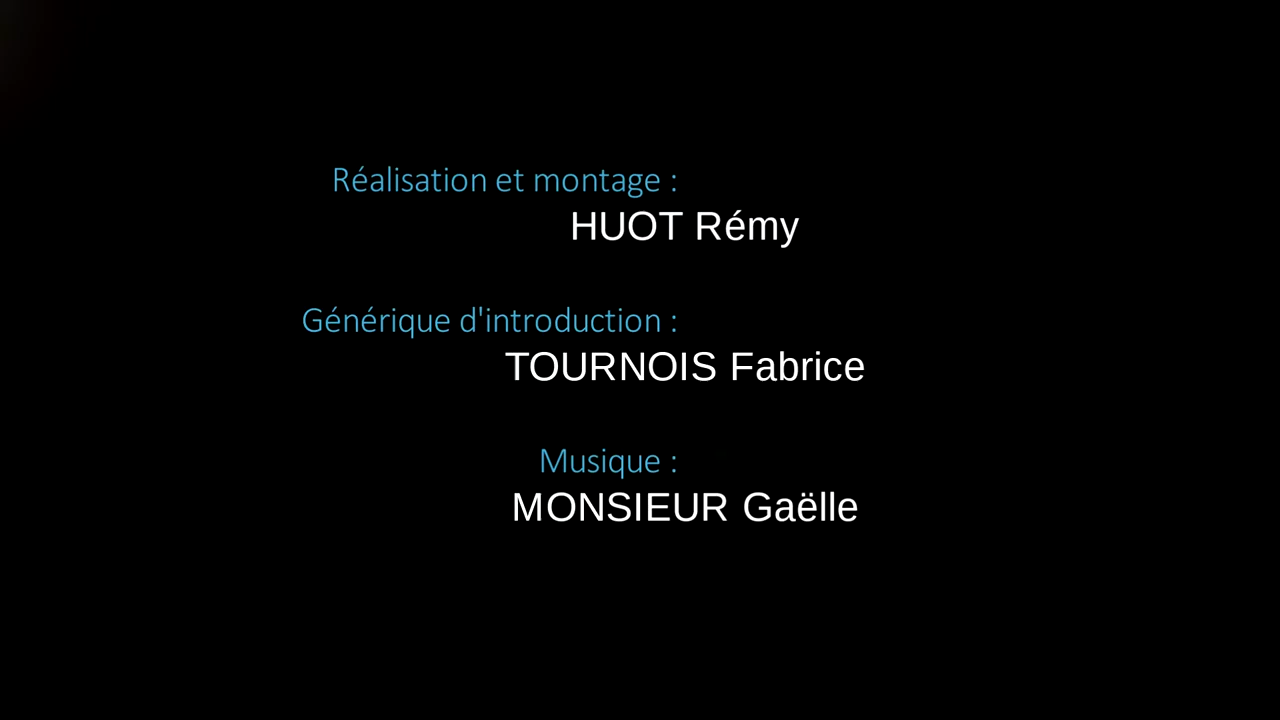 Réalisation et montage :
HUOT Rémy
Générique d'introduction :
TOURNOIS Fabrice
Musique :
MONSIEUR Gaëlle